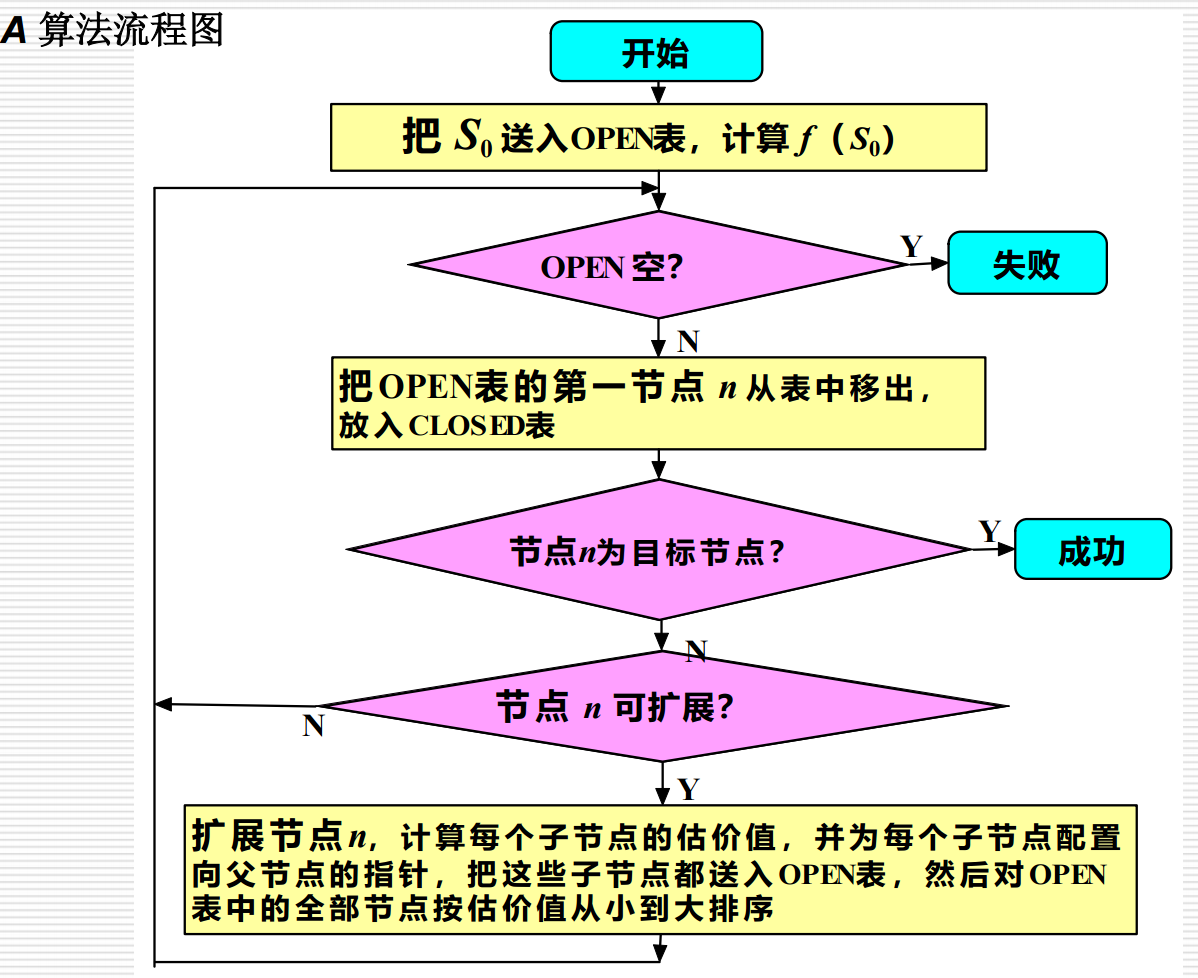 A 算法流程图
开始
把 S0 送入OPEN表，计算 f（S0）
OPEN 空？
Y
失败
N
把OPEN表的第一节点 n 从表中移出，
放入CLOSED表
节点n为目标节点？
Y
成功
N
节点 n 可扩展？
N
Y
扩展节点n，计算每个子节点的估价值，并为每个子节点配置
向父节点的指针，把这些子节点都送入OPEN表，然后对OPEN
表中的全部节点按估价值从小到大排序